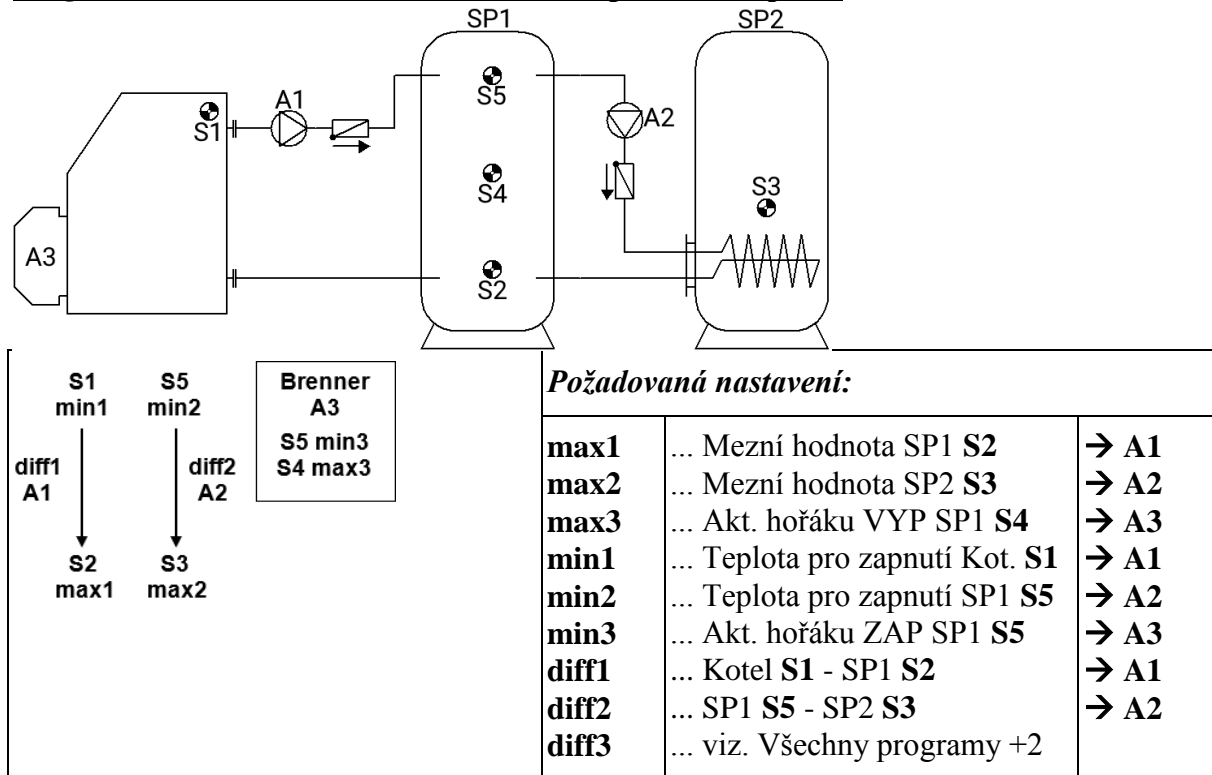 SP1 SP2
A1
S1
S5
A2
S4
S3
A3
S2
S1 S5
min1 min2
diff1 diff2
A1 A2
S2 S3
max1 max2
Brenner
A3
S5 min3
S4 max3
Požadovaná nastavení:
max1 ... Mezní hodnota SP1 S2 → A1
max2 ... Mezní hodnota SP2 S3 → A2
max3 ... Akt. hořáku VYP SP1 S4 → A3
min1 ... Teplota pro zapnutí Kot. S1 → A1
min2 ... Teplota pro zapnutí SP1 S5 → A2
min3 ... Akt. hořáku ZAP SP1 S5 → A3
diff1 ... Kotel S1 - SP1 S2 → A1
diff2 ... SP1 S5 - SP2 S3 → A2
diff3 ... viz. Všechny programy +2